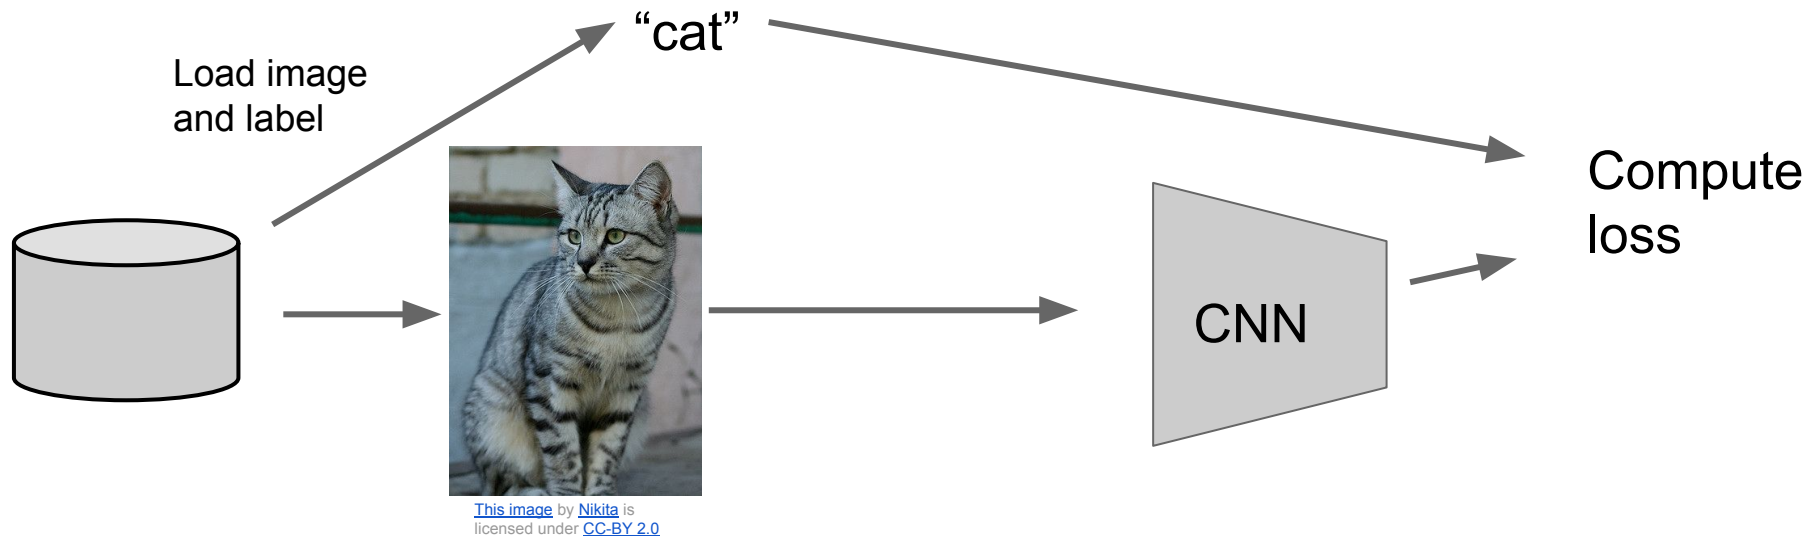 “cat”
Load image
and label
Compute
loss
CNN
This image by Nikita is
licensed under CC-BY 2.0